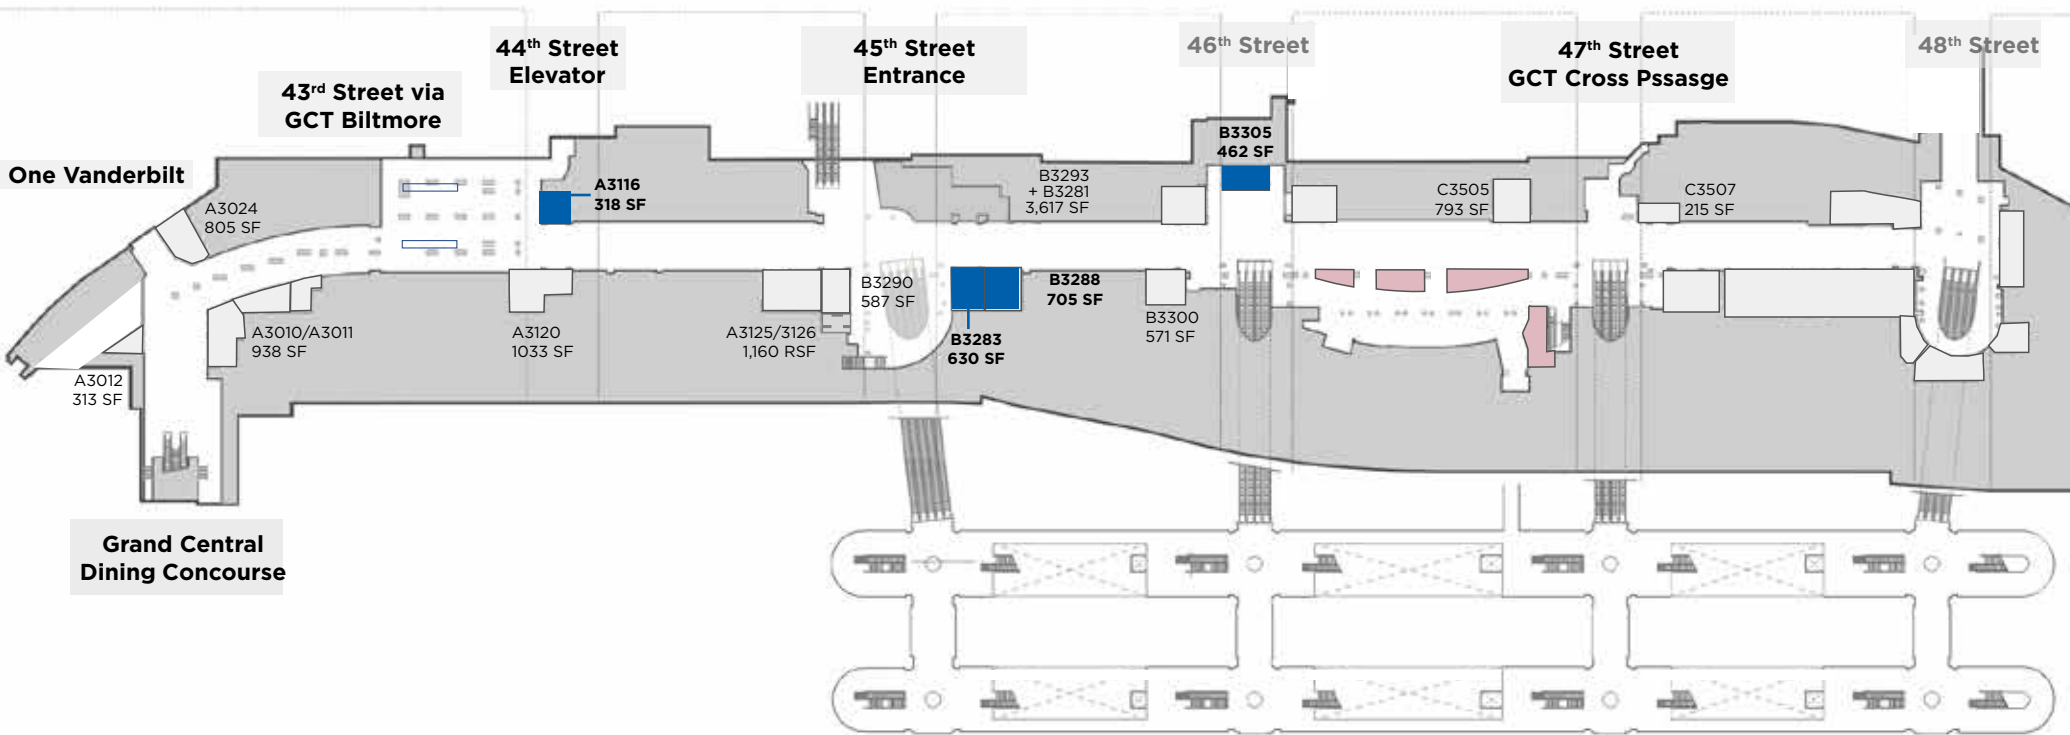 44th Street
Elevator
45th Street
Entrance
46th Street
47th Street
GCT Cross Pssasge
48th Street
43rd Street via
GCT Biltmore
One Vanderbilt
A3024
805 SF
A3116
318 SF
B3293
+ B3281
3,617 SF
B3305
462 SF
C3505
793 SF
C3507
215 SF
A3012
313 SF
A3010/A3011
938 SF
A3120
1033 SF
A3125/3126
1,160 RSF
B3290
587 SF
B3283
630 SF
B3288
705 SF
B3300
571 SF
Grand Central
Dining Concourse